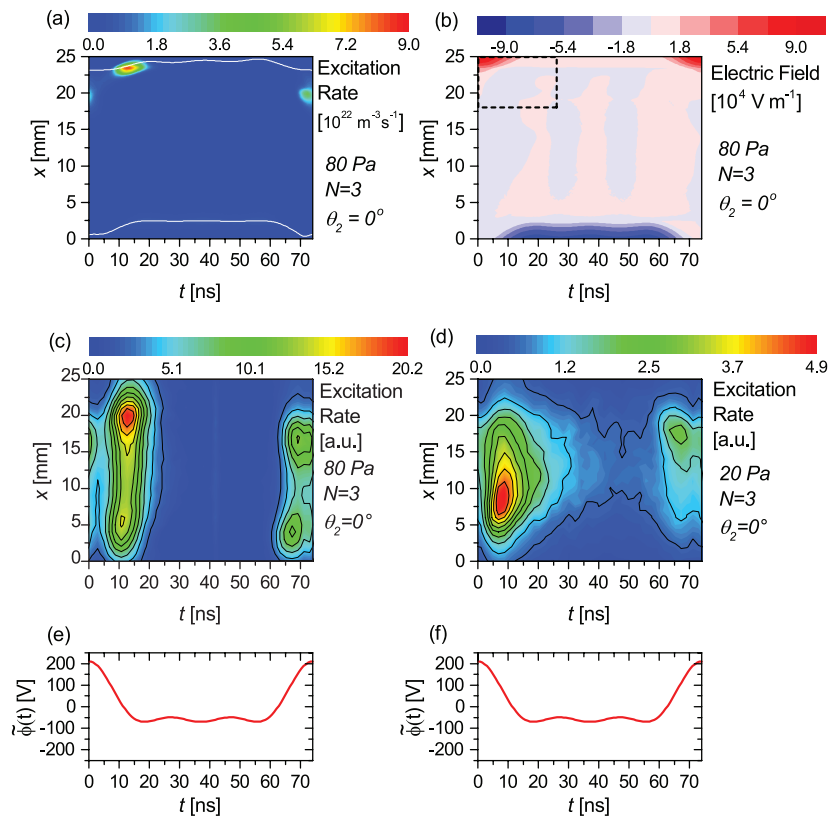 (a)
0.0 1.8 3.6 5.4 7.2 9.0
25
20
15
10
5
0
x [mm]
0 10 20 30 40 50 60 70
t [ns]
Excitation
Rate
[10²² m⁻³s⁻¹]
80 Pa
N=3
θ₂ = 0°
(b)
-9.0 -5.4 -1.8 1.8 5.4 9.0
25
20
15
10
5
0
x [mm]
0 10 20 30 40 50 60 70
t [ns]
Electric Field
[10⁴ V m⁻¹]
80 Pa
N=3
θ₂ = 0°
(c)
0.0 5.1 10.1 15.2 20.2
25
20
15
10
5
0
x [mm]
0 10 20 30 40 50 60 70
t [ns]
Excitation
Rate
[a.u.]
80 Pa
N=3
θ₂=0°
(d)
0.0 1.2 2.5 3.7 4.9
25
20
15
10
5
0
x [mm]
0 10 20 30 40 50 60 70
t [ns]
Excitation
Rate
[a.u.]
20 Pa
N=3
θ₂=0°
(e)
200
100
0
-100
-200
φ̃(t) [V]
0 10 20 30 40 50 60 70
t [ns]
(f)
200
100
0
-100
-200
φ̃(t) [V]
0 10 20 30 40 50 60 70
t [ns]